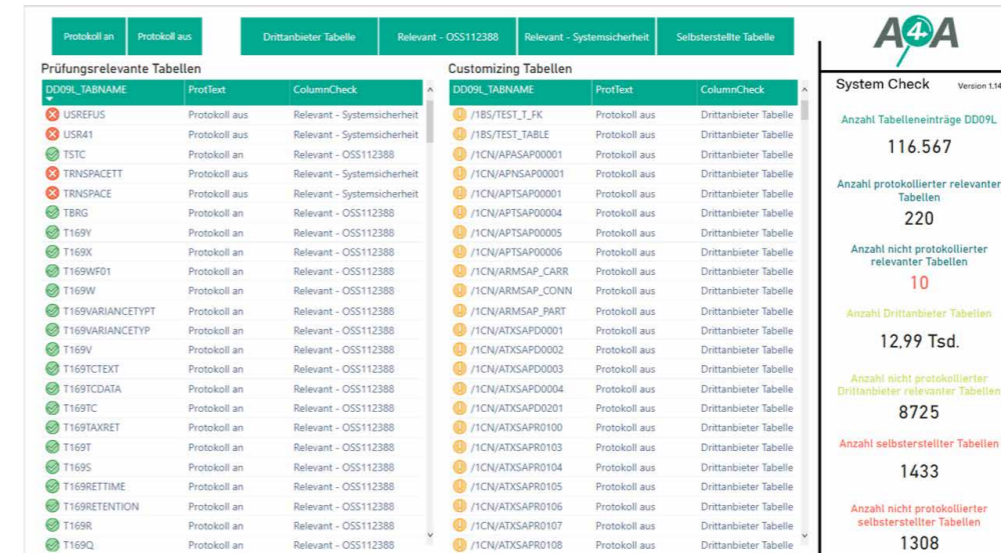 Protokoll an Protokoll aus Drittanbieter Tabelle Relevant - OSS112388 Relevant - Systemsicherheit Selbsterstellte Tabelle
Prüfungsrelevante Tabellen
DD09L_TABNAME ProtText ColumnCheck
USREFUS Protokoll aus Relevant - Systemsicherheit
USR41 Protokoll aus Relevant - Systemsicherheit
TSTC Protokoll an Relevant - OSS112388
TRNSPACETT Protokoll aus Relevant - Systemsicherheit
TRNSPACE Protokoll aus Relevant - Systemsicherheit
TBRG Protokoll an Relevant - OSS112388
T169Y Protokoll an Relevant - OSS112388
T169X Protokoll an Relevant - OSS112388
T169WF01 Protokoll an Relevant - OSS112388
T169W Protokoll an Relevant - OSS112388
T169VARIANCETYPT Protokoll an Relevant - OSS112388
T169VARIANCETYP Protokoll an Relevant - OSS112388
T169V Protokoll an Relevant - OSS112388
T169TCTEXT Protokoll an Relevant - OSS112388
T169TCDATA Protokoll an Relevant - OSS112388
T169TC Protokoll an Relevant - OSS112388
T169TAXRET Protokoll an Relevant - OSS112388
T169T Protokoll an Relevant - OSS112388
T169S Protokoll an Relevant - OSS112388
T169RETTIME Protokoll an Relevant - OSS112388
T169RETENTION Protokoll an Relevant - OSS112388
T169R Protokoll an Relevant - OSS112388
T169Q Protokoll an Relevant - OSS112388
Customizing Tabellen
DD09L_TABNAME ProtText ColumnCheck
/1BS/TEST_T_FK Protokoll aus Drittanbieter Tabelle
/1BS/TEST_TABLE Protokoll aus Drittanbieter Tabelle
/1CN/APASAP00001 Protokoll aus Drittanbieter Tabelle
/1CN/APNSAP00001 Protokoll aus Drittanbieter Tabelle
/1CN/APTSAP00001 Protokoll aus Drittanbieter Tabelle
/1CN/APTSAP00004 Protokoll aus Drittanbieter Tabelle
/1CN/APTSAP00005 Protokoll aus Drittanbieter Tabelle
/1CN/APTSAP00006 Protokoll aus Drittanbieter Tabelle
/1CN/ARMSAP_CARR Protokoll aus Drittanbieter Tabelle
/1CN/ARMSAP_CONN Protokoll aus Drittanbieter Tabelle
/1CN/ARMSAP_PART Protokoll aus Drittanbieter Tabelle
/1CN/ATXSAPD0001 Protokoll aus Drittanbieter Tabelle
/1CN/ATXSAPD0002 Protokoll aus Drittanbieter Tabelle
/1CN/ATXSAPD0003 Protokoll aus Drittanbieter Tabelle
/1CN/ATXSAPD0004 Protokoll aus Drittanbieter Tabelle
/1CN/ATXSAPD0201 Protokoll aus Drittanbieter Tabelle
/1CN/ATXSAPR0100 Protokoll aus Drittanbieter Tabelle
/1CN/ATXSAPR0103 Protokoll aus Drittanbieter Tabelle
/1CN/ATXSAPR0104 Protokoll aus Drittanbieter Tabelle
/1CN/ATXSAPR0105 Protokoll aus Drittanbieter Tabelle
/1CN/ATXSAPR0106 Protokoll aus Drittanbieter Tabelle
/1CN/ATXSAPR0107 Protokoll aus Drittanbieter Tabelle
/1CN/ATXSAPR0108 Protokoll aus Drittanbieter Tabelle
A4A
System Check Version 1.14
Anzahl Tabelleneinträge DD09L
116.567
Anzahl protokollierter relevanter
Tabellen
220
Anzahl nicht protokollierter
relevanter Tabellen
10
Anzahl Drittanbieter Tabellen
12,99 Tsd.
Anzahl nicht protokollierter
Drittanbieter relevanter Tabellen
8725
Anzahl selbsterstellter Tabellen
1433
Anzahl nicht protokollierter
selbsterstellter Tabellen
1308